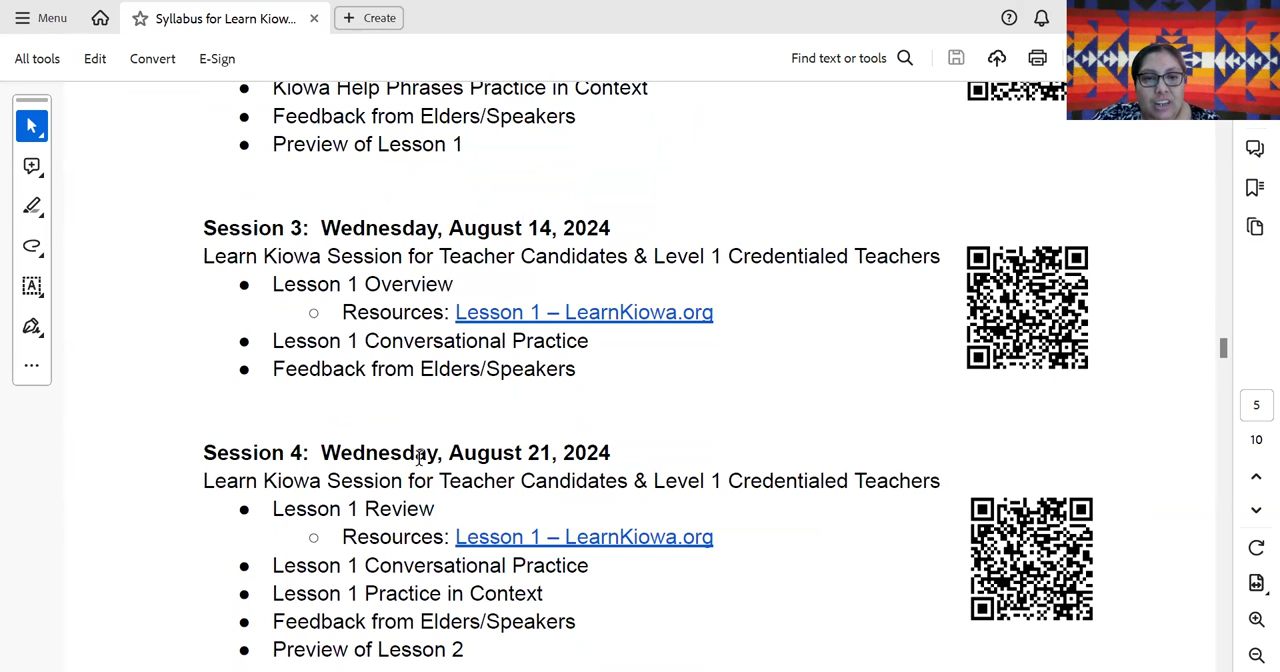 Menu
Syllabus for Learn Kiow...
Create
All tools
Edit
Convert
E-Sign
Find text or tools
● Kiowa Help Phrases Practice in Context
● Feedback from Elders/Speakers
● Preview of Lesson 1
Session 3: Wednesday, August 14, 2024
Learn Kiowa Session for Teacher Candidates & Level 1 Credentialed Teachers
● Lesson 1 Overview
○ Resources: Lesson 1 – LearnKiowa.org
● Lesson 1 Conversational Practice
● Feedback from Elders/Speakers
Session 4: Wednesday, August 21, 2024
Learn Kiowa Session for Teacher Candidates & Level 1 Credentialed Teachers
● Lesson 1 Review
○ Resources: Lesson 1 – LearnKiowa.org
● Lesson 1 Conversational Practice
● Lesson 1 Practice in Context
● Feedback from Elders/Speakers
● Preview of Lesson 2
5
10